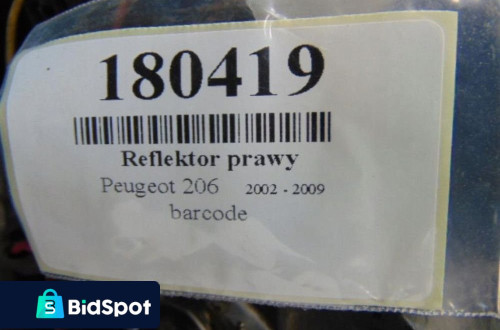 180419
Reflektor prawy
Peugeot 206 2002 - 2009
barcode
BidSpot